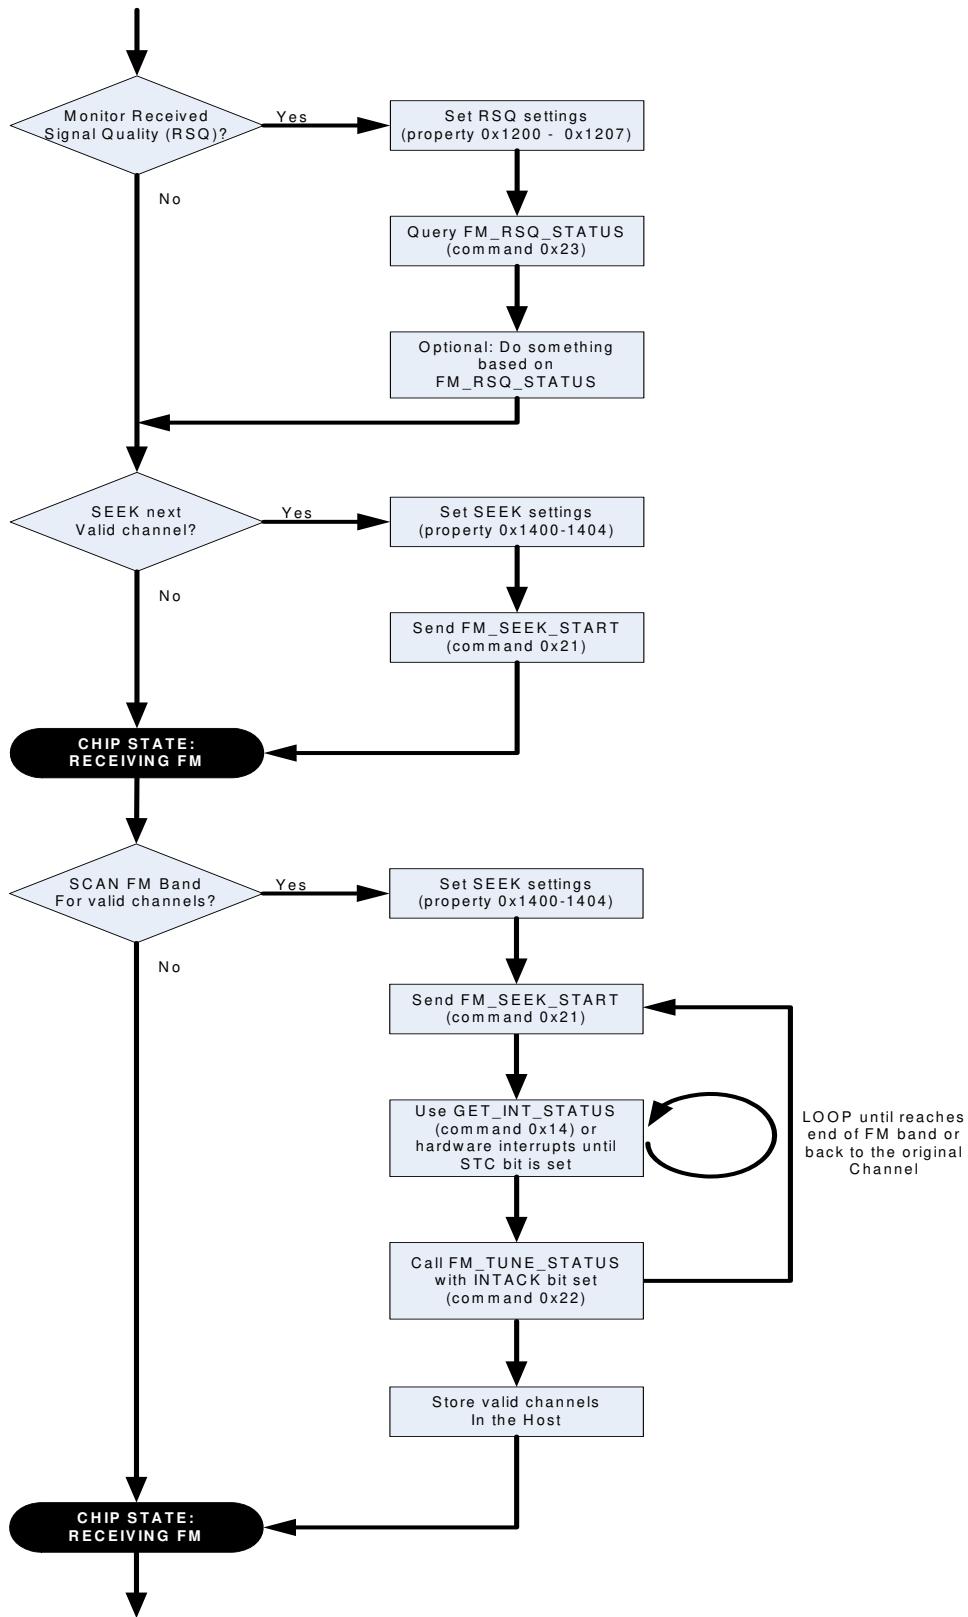 Monitor Received
Signal Quality (RSQ)?
Yes
Set RSQ settings
(property 0x1200 - 0x1207)
No
Query FM_RSQ_STATUS
(command 0x23)
Optional: Do something
based on
FM_RSQ_STATUS
SEEK next
Valid channel?
Yes
Set SEEK settings
(property 0x1400-1404)
No
Send FM_SEEK_START
(command 0x21)
CHIP STATE:
RECEIVING FM
SCAN FM Band
For valid channels?
Yes
Set SEEK settings
(property 0x1400-1404)
No
Send FM_SEEK_START
(command 0x21)
Use GET_INT_STATUS
(command 0x14) or
hardware interrupts until
STC bit is set
LOOP until reaches
end of FM band or
back to the original
Channel
Call FM_TUNE_STATUS
with INTACK bit set
(command 0x22)
Store valid channels
In the Host
CHIP STATE:
RECEIVING FM